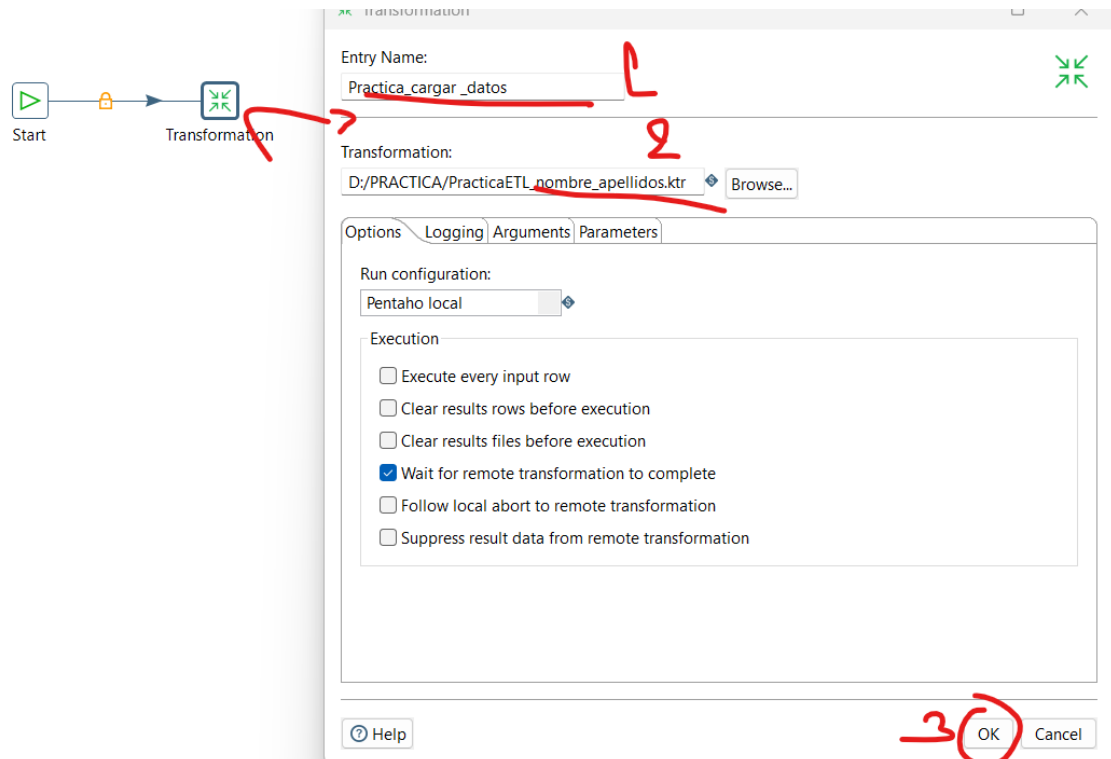 Transformation
Entry Name:
Practica_cargar _datos
1
Start
Transformation
2
Transformation:
D:/PRACTICA/PracticaETL_nombre_apellidos.ktr
Browse...
Options
Logging
Arguments
Parameters
Run configuration:
Pentaho local
Execution
Execute every input row
Clear results rows before execution
Clear results files before execution
Wait for remote transformation to complete
Follow local abort to remote transformation
Suppress result data from remote transformation
Help
3
OK
Cancel